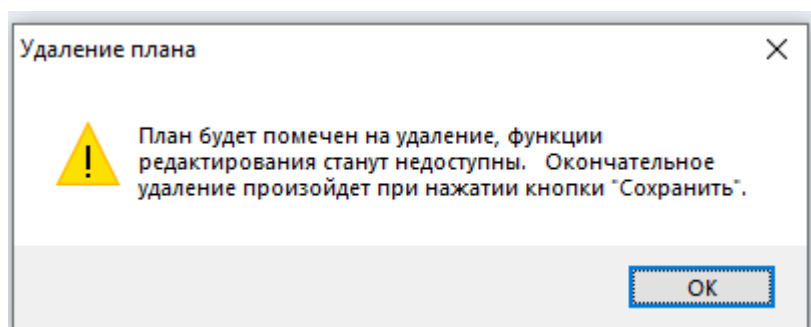 Удаление плана
План будет помечен на удаление, функции
редактирования станут недоступны.   Окончательное
удаление произойдет при нажатии кнопки "Сохранить".
OK